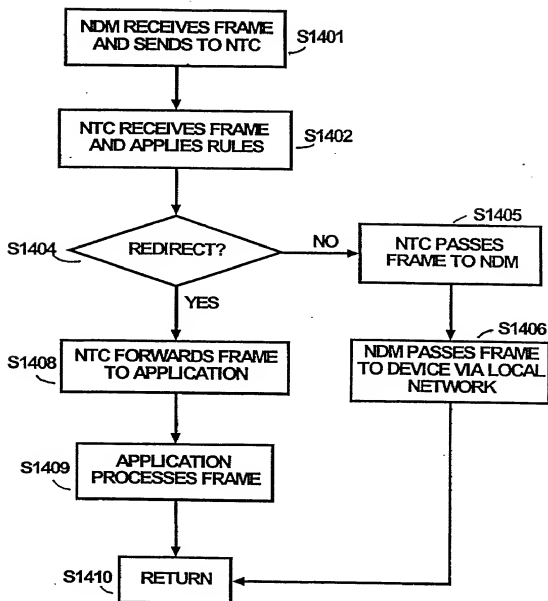 NDM RECEIVES FRAME
AND SENDS TO NTC
S1401
NTC RECEIVES FRAME
AND APPLIES RULES
S1402
S1404
REDIRECT?
NO
YES
S1405
NTC PASSES
FRAME TO NDM
S1406
NDM PASSES FRAME
TO DEVICE VIA LOCAL
NETWORK
S1408
NTC FORWARDS FRAME
TO APPLICATION
S1409
APPLICATION
PROCESSES FRAME
S1410
RETURN